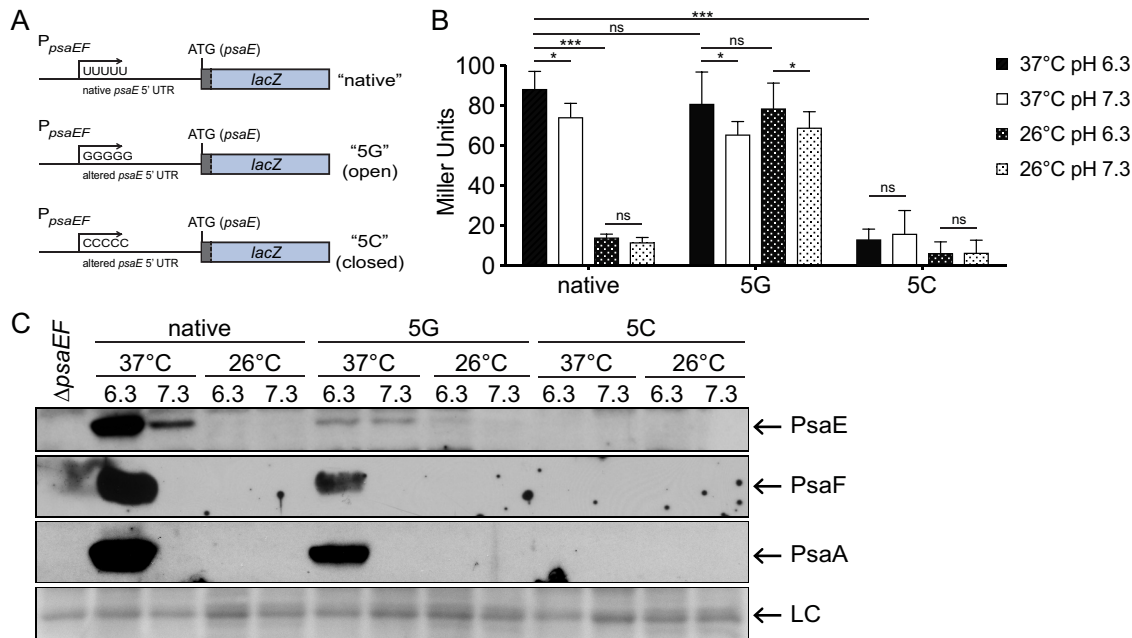 A
P psaEF
ATG (psaE)
UUUUU
lacZ
"native"
native psaE 5' UTR
P psaEF
ATG (psaE)
GGGGG
lacZ
"5G"
(open)
altered psaE 5' UTR
P psaEF
ATG (psaE)
CCCCC
lacZ
"5C"
(closed)
altered psaE 5' UTR
B
***
ns
***
ns
*
*
*
100
80
60
40
20
0
Miller Units
ns
ns
ns
native
5G
5C
37°C pH 6.3
37°C pH 7.3
26°C pH 6.3
26°C pH 7.3
C
ΔpsaEF
native
5G
5C
37°C 26°C 37°C 26°C 37°C 26°C
6.3 7.3 6.3 7.3 6.3 7.3 6.3 7.3 6.3 7.3 6.3 7.3
← PsaE
← PsaF
← PsaA
← LC